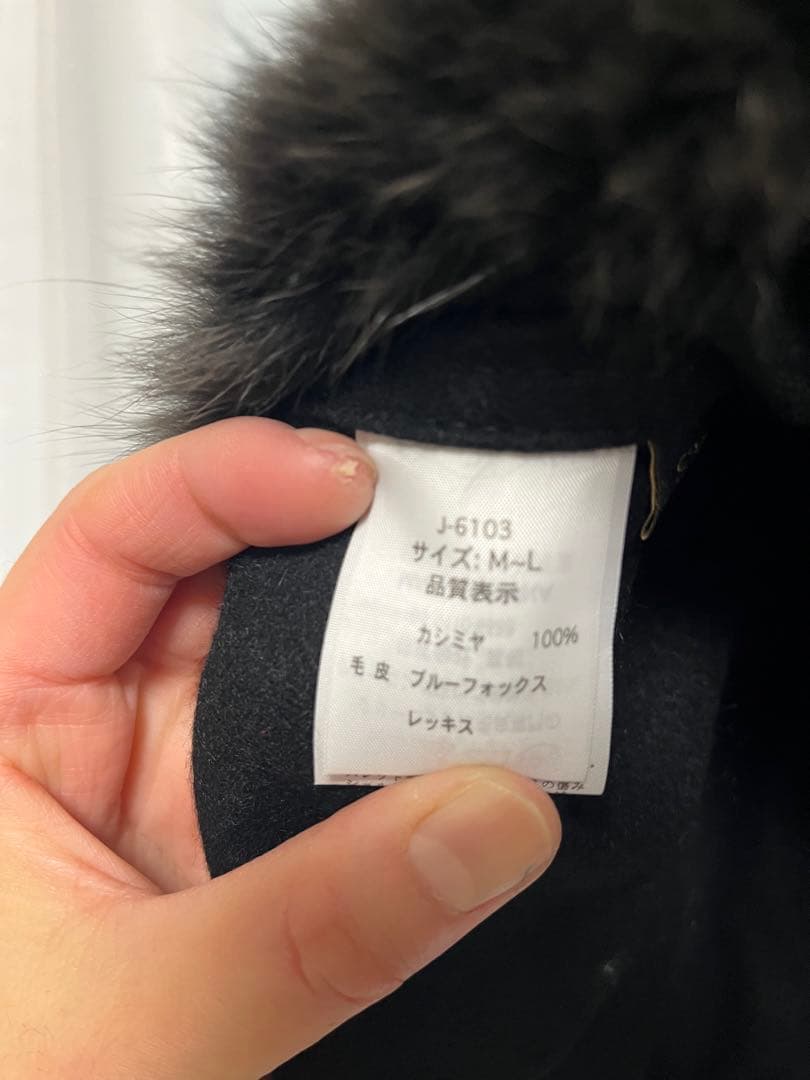 J-6103
サイズ: M~L
品質表示
カシミヤ 100%
毛皮 ブルーフォックス
レッキス